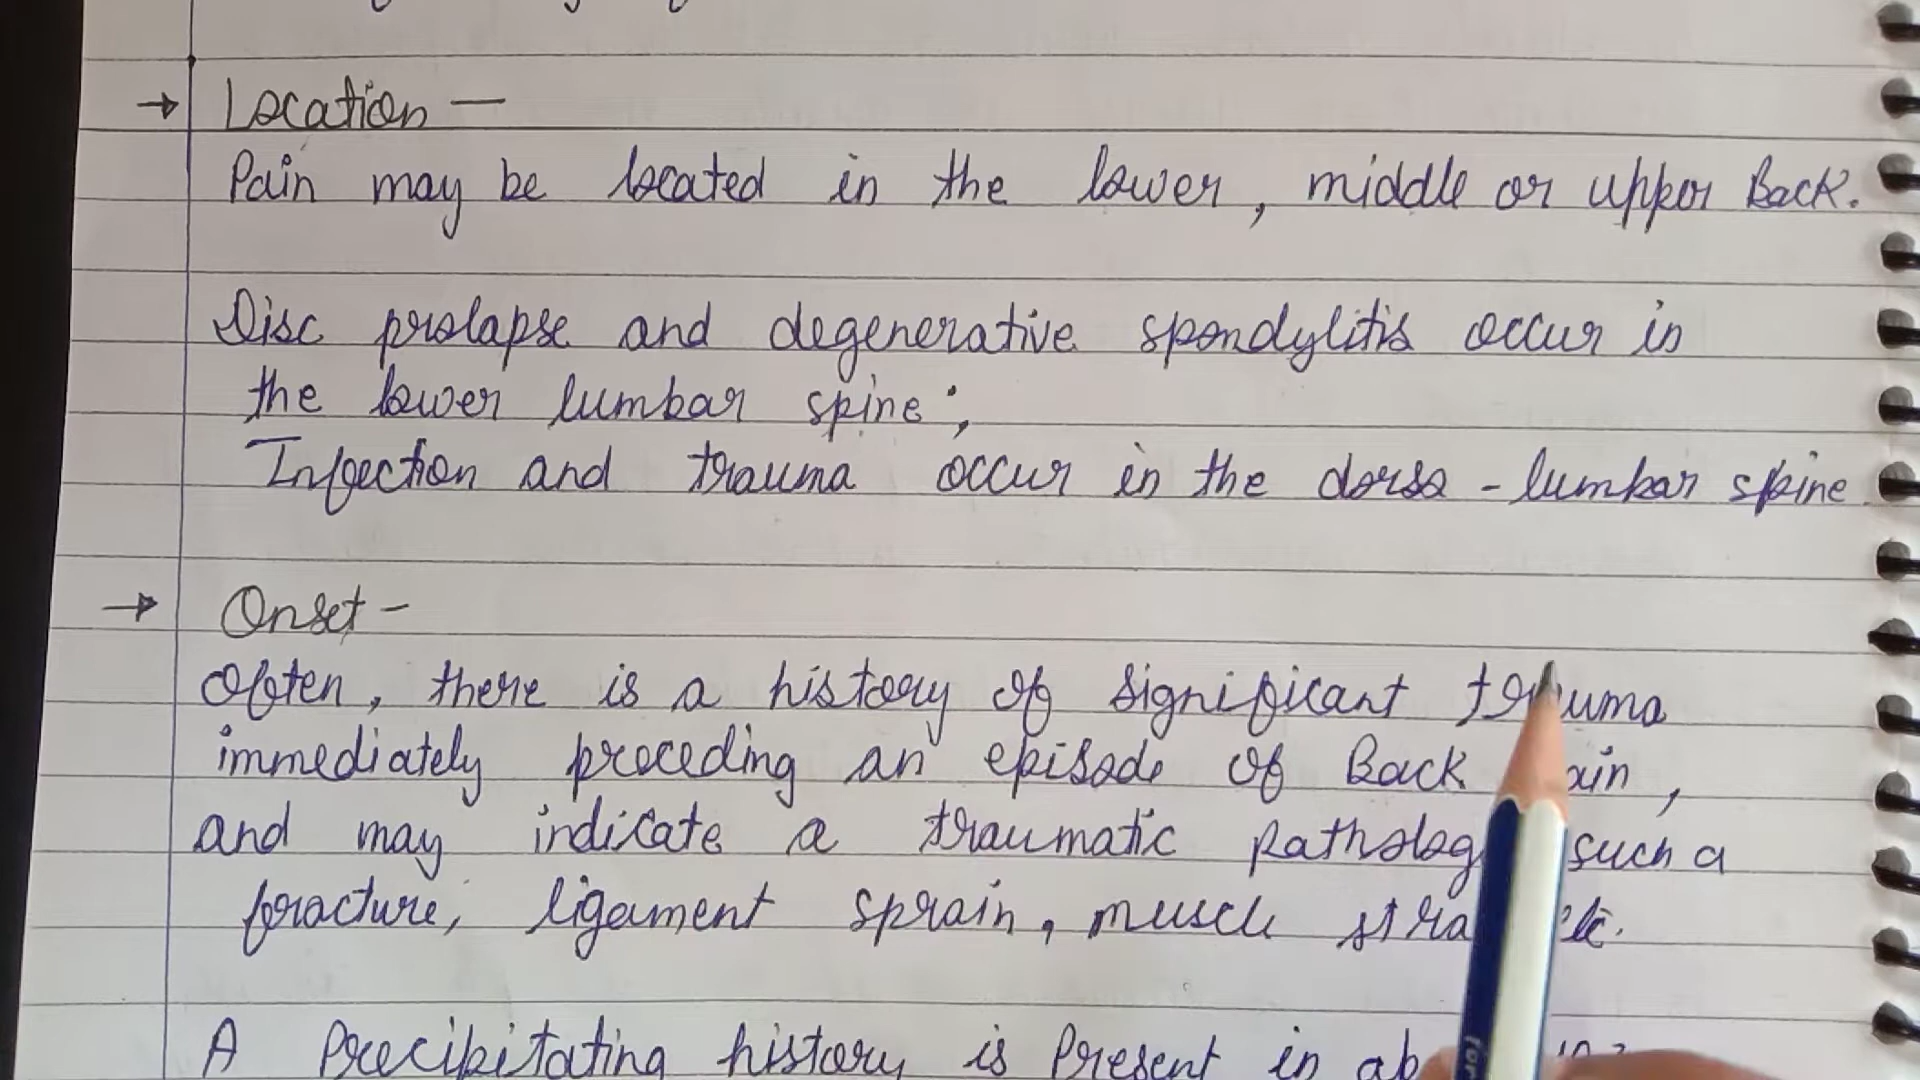 → Location —
Pain may be located in the lower, middle or upper Back.
Disc prolapse and degenerative spondylitis occur in
the lower lumbar spine ;
Infection and trauma occur in the dorso - lumbar spine
→ Onset -
Often, there is a history of significant trauma
immediately preceding an episode of Back
and may indicate a traumatic such a
fracture, ligament sprain, muscle
A Precipitating history is Present in